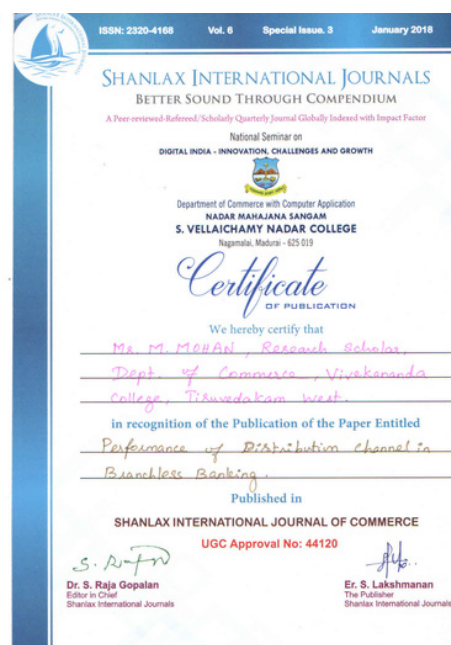 ISSN: 2320-4168 Vol. 6 Special Issue. 3 January 2018
SHANLAX INTERNATIONAL JOURNALS
BETTER SOUND THROUGH COMPENDIUM
A Peer-reviewed-Refereed/Scholarly Quarterly Journal Globally Indexed with Impact Factor
National Seminar on
DIGITAL INDIA - INNOVATION, CHALLENGES AND GROWTH
Department of Commerce with Computer Application
NADAR MAHAJANA SANGAM
S. VELLAICHAMY NADAR COLLEGE
Nagamalai, Madurai - 625 019
Certificate
OF PUBLICATION
We hereby certify that
Mr. M. MOHAN, Research Scholar,
Dept. of Commerce, Vivekananda
College, Tiruvedakam West.
in recognition of the Publication of the Paper Entitled
Performance of Distribution channel in
Branchless Banking.
Published in
SHANLAX INTERNATIONAL JOURNAL OF COMMERCE
UGC Approval No: 44120
Dr. S. Raja Gopalan
Editor in Chief
Shanlax International Journals
Er. S. Lakshmanan
The Publisher
Shanlax International Journals